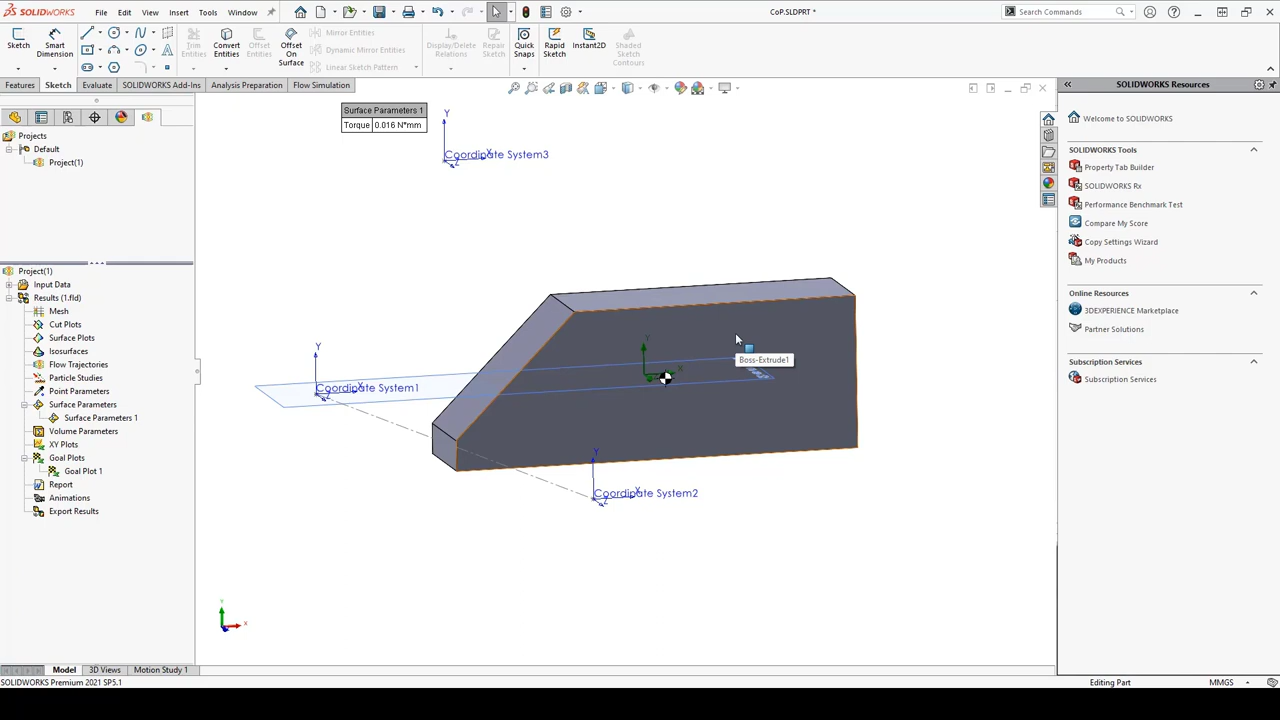 SOLIDWORKS File Edit View Insert Tools Window CoP.SLDPRT * Search Commands
Sketch Smart Dimension Trim Entities Convert Entities Offset Entities Offset On Surface Mirror Entities Display/Delete Relations Repair Sketch Quick Snaps Rapid Sketch Instant2D Shaded Sketch Contours
Dynamic Mirror Entities
Linear Sketch Pattern
Features Sketch Evaluate SOLIDWORKS Add-Ins Analysis Preparation Flow Simulation
SOLIDWORKS Resources
Surface Parameters 1
Torque 0.016 N*mm
Projects
Default
Project(1)
Project(1)
Input Data
Results (1.fld)
Mesh
Cut Plots
Surface Plots
Isosurfaces
Flow Trajectories
Particle Studies
Point Parameters
Surface Parameters
Surface Parameters 1
Volume Parameters
XY Plots
Goal Plots
Goal Plot 1
Report
Animations
Export Results
Y
Coordinate System3
X
Z
Y
Coordinate System1
X
Z
Y
Boss-Extrude1
Y
Coordinate System2
X
Z
Y
X
Welcome to SOLIDWORKS
SOLIDWORKS Tools
Property Tab Builder
SOLIDWORKS Rx
Performance Benchmark Test
Compare My Score
Copy Settings Wizard
My Products
Online Resources
3DEXPERIENCE Marketplace
Partner Solutions
Subscription Services
Subscription Services
Model 3D Views Motion Study 1
SOLIDWORKS Premium 2021 SP5.1 Editing Part MMGS